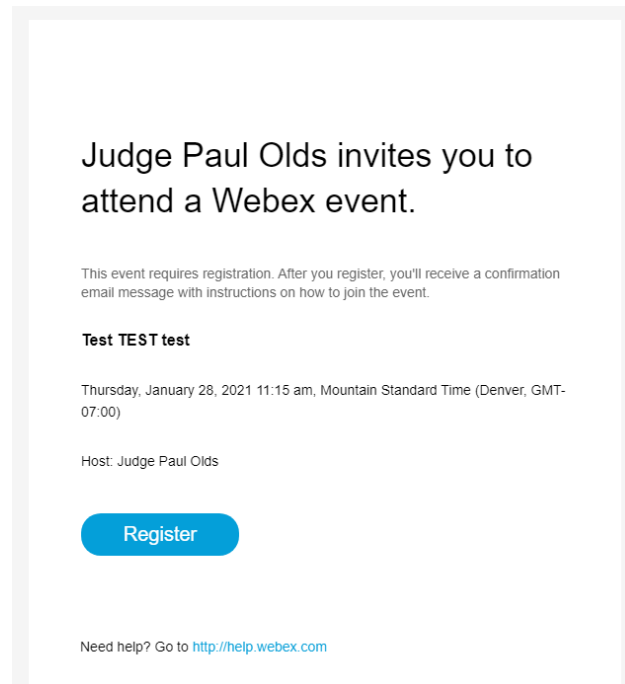 Judge Paul Olds invites you to
attend a Webex event.
This event requires registration. After you register, you'll receive a confirmation
email message with instructions on how to join the event.
Test TEST test
Thursday, January 28, 2021 11:15 am, Mountain Standard Time (Denver, GMT-
07:00)
Host: Judge Paul Olds
Register
Need help? Go to http://help.webex.com